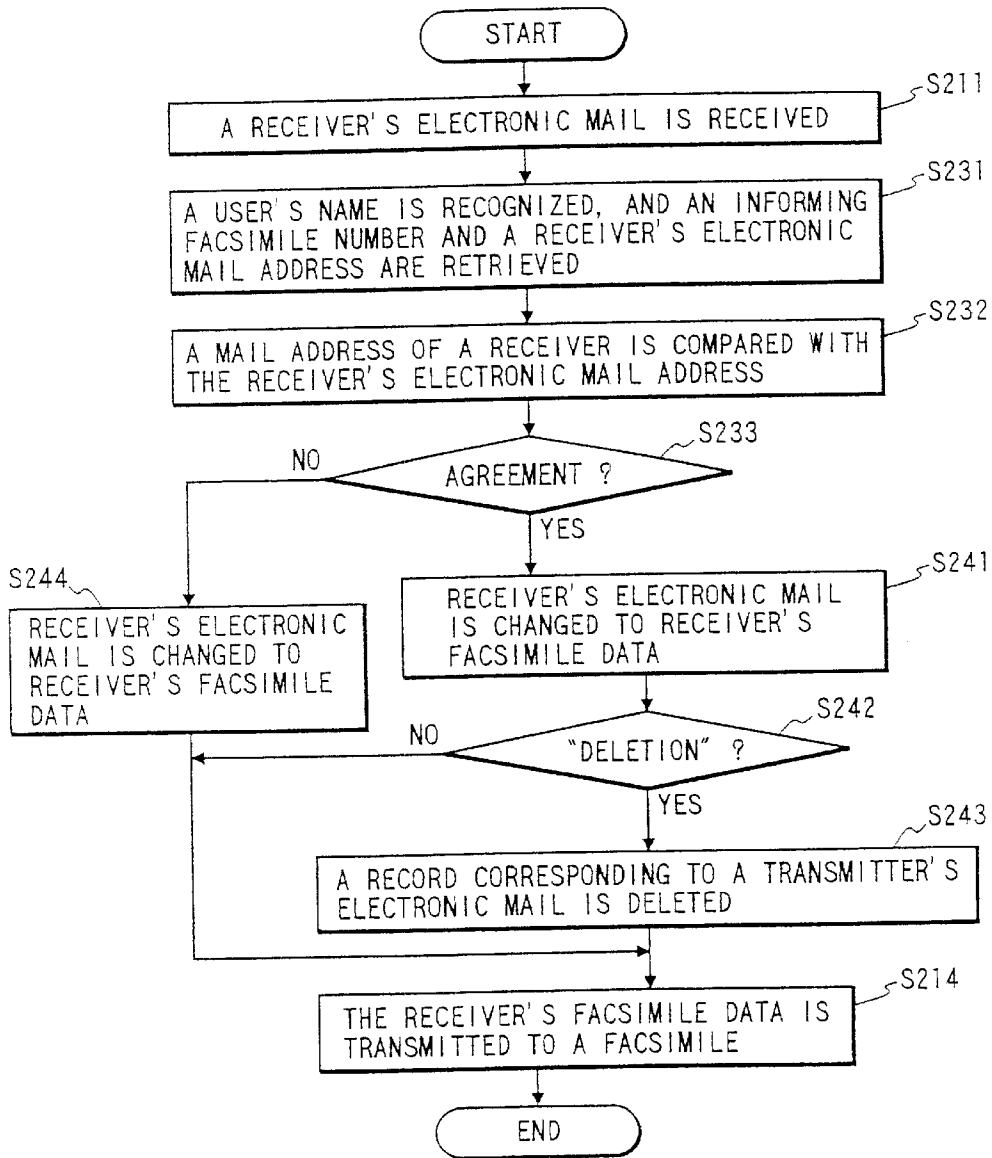 START
S211
A RECEIVER'S ELECTRONIC MAIL IS RECEIVED
S231
A USER'S NAME IS RECOGNIZED, AND AN INFORMING
FACSIMILE NUMBER AND A RECEIVER'S ELECTRONIC
MAIL ADDRESS ARE RETRIEVED
S232
A MAIL ADDRESS OF A RECEIVER IS COMPARED WITH
THE RECEIVER'S ELECTRONIC MAIL ADDRESS
S233
NO
AGREEMENT ?
YES
S244
S241
RECEIVER'S ELECTRONIC
MAIL IS CHANGED TO
RECEIVER'S FACSIMILE
DATA
RECEIVER'S ELECTRONIC MAIL
IS CHANGED TO RECEIVER'S
FACSIMILE DATA
S242
NO
"DELETION" ?
YES
S243
A RECORD CORRESPONDING TO A TRANSMITTER'S
ELECTRONIC MAIL IS DELETED
S214
THE RECEIVER'S FACSIMILE DATA IS
TRANSMITTED TO A FACSIMILE
END